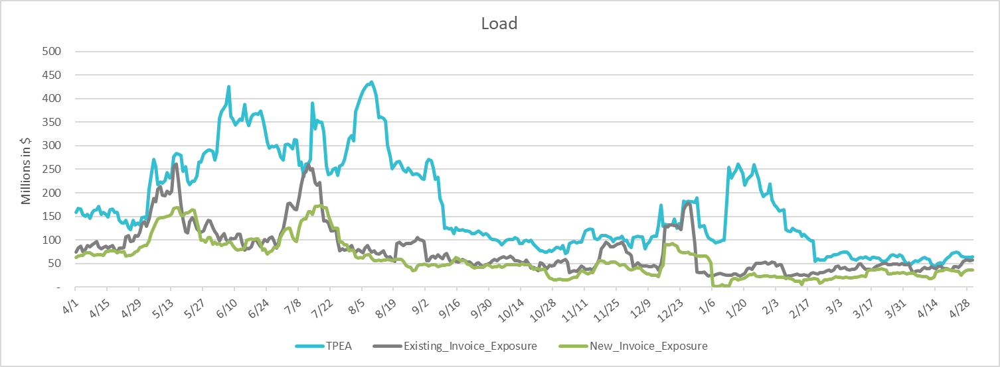 Load
Millions in $
500
450
400
350
300
250
200
150
100
50
-
4/1 4/15 4/29 5/13 5/27 6/10 6/24 7/8 7/22 8/5 8/19 9/2 9/16 9/30 10/14 10/28 11/11 11/25 12/9 12/23 1/6 1/20 2/3 2/17 3/3 3/17 3/31 4/14 4/28
TPEA Existing_Invoice_Exposure New_Invoice_Exposure